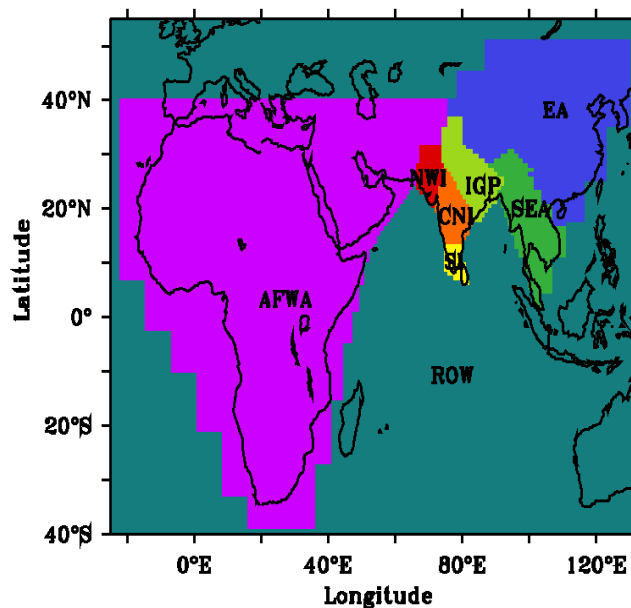 40°N
EA
NWI
IGP
20°N
CNI
SEA
SI
Latitude
0°
AFWA
ROW
20°S
40°S
0°E
40°E
80°E
120°E
Longitude